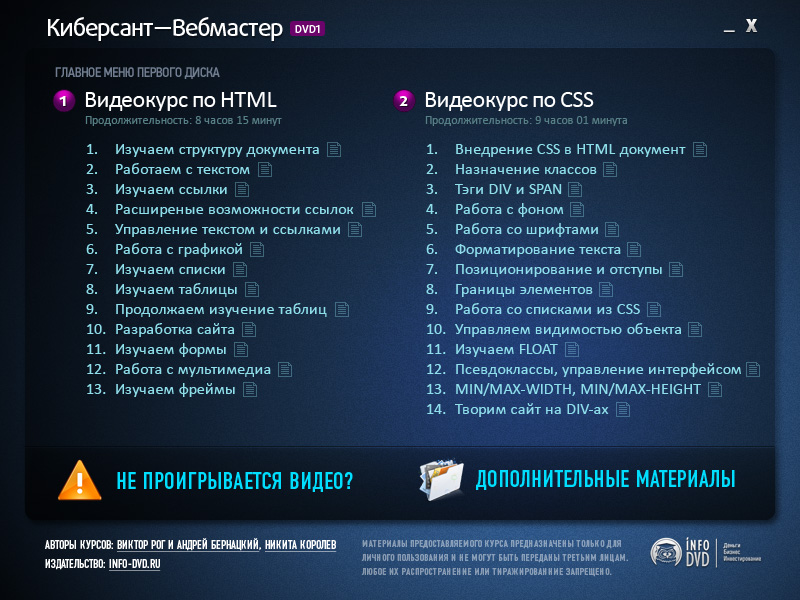 Киберсант—Вебмастер DVD1
_ X
ГЛАВНОЕ МЕНЮ ПЕРВОГО ДИСКА
1 Видеокурс по HTML
Продолжительность: 8 часов 15 минут
1. Изучаем структуру документа
2. Работаем с текстом
3. Изучаем ссылки
4. Расширеные возможности ссылок
5. Управление текстом и ссылками
6. Работа с графикой
7. Изучаем списки
8. Изучаем таблицы
9. Продолжаем изучение таблиц
10. Разработка сайта
11. Изучаем формы
12. Работа с мультимедиа
13. Изучаем фреймы
2 Видеокурс по CSS
Продолжительность: 9 часов 01 минута
1. Внедрение CSS в HTML документ
2. Назначение классов
3. Тэги DIV и SPAN
4. Работа с фоном
5. Работа со шрифтами
6. Форматирование текста
7. Позиционирование и отступы
8. Границы элементов
9. Работа со списками из CSS
10. Управляем видимостью объекта
11. Изучаем FLOAT
12. Псевдоклассы, управление интерфейсом
13. MIN/MAX-WIDTH, MIN/MAX-HEIGHT
14. Творим сайт на DIV-ах
НЕ ПРОИГРЫВАЕТСЯ ВИДЕО?
ДОПОЛНИТЕЛЬНЫЕ МАТЕРИАЛЫ
АВТОРЫ КУРСОВ: ВИКТОР РОГ И АНДРЕЙ БЕРНАЦКИЙ, НИКИТА КОРОЛЕВ
ИЗДАТЕЛЬСТВО: INFO-DVD.RU
МАТЕРИАЛЫ ПРЕДОСТАВЛЯЕМОГО КУРСА ПРЕДНАЗНАЧЕНЫ ТОЛЬКО ДЛЯ
ЛИЧНОГО ПОЛЬЗОВАНИЯ И НЕ МОГУТ БЫТЬ ПЕРЕДАНЫ ТРЕТЬИМ ЛИЦАМ.
ЛЮБОЕ ИХ РАСПРОСТРАНЕНИЕ ИЛИ ТИРАЖИРОВАНИЕ ЗАПРЕЩЕНО.
INFO
DVD
Деньги
Бизнес
Инвестирование